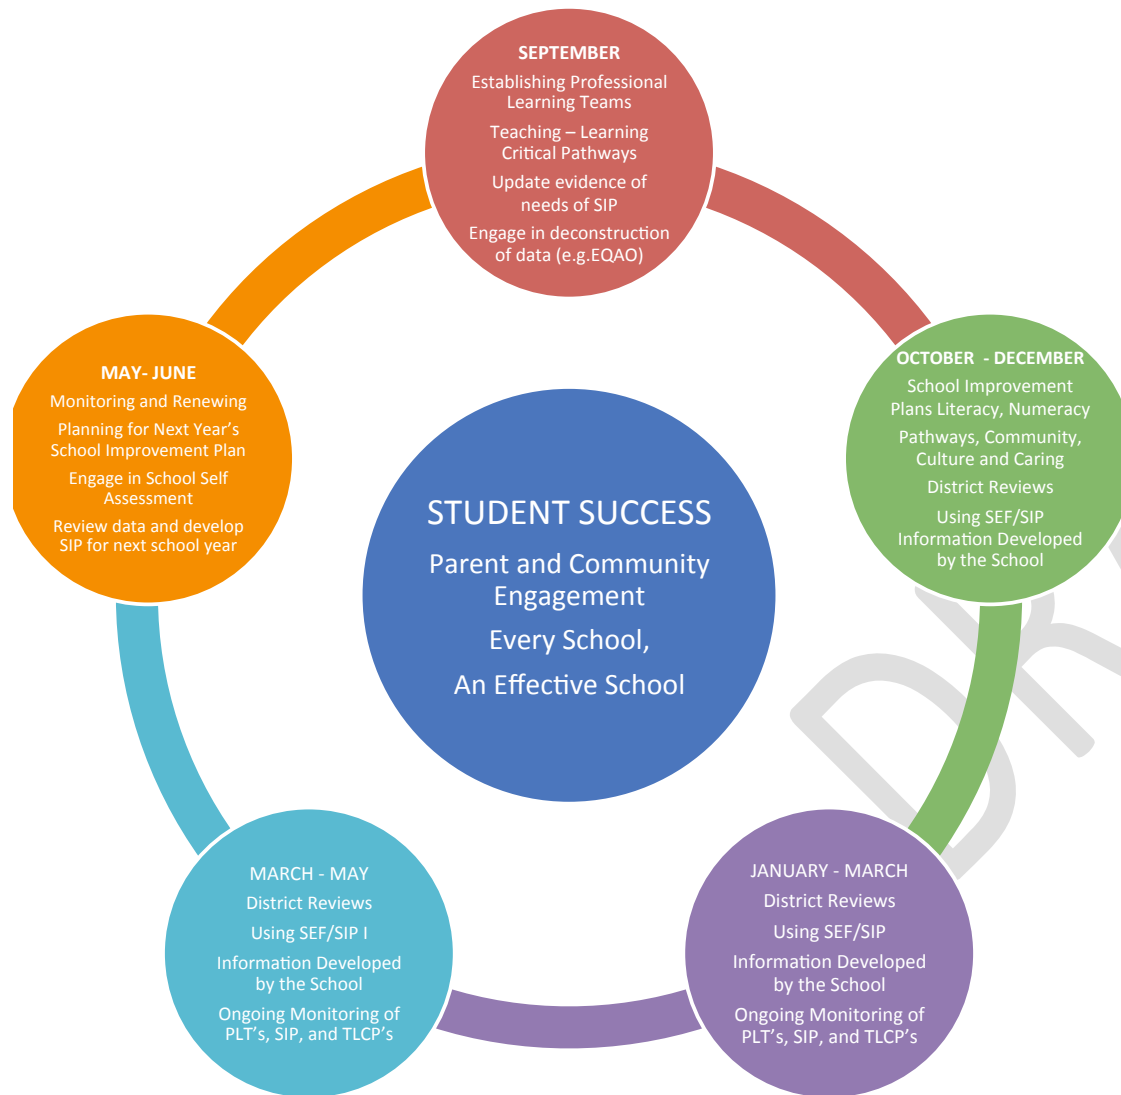 SEPTEMBER
Establishing Professional
Learning Teams
Teaching – Learning
Critical Pathways
Update evidence of
needs of SIP
Engage in deconstruction
of data (e.g.EQAO)
OCTOBER - DECEMBER
School Improvement
Plans Literacy, Numeracy
Pathways, Community,
Culture and Caring
District Reviews
Using SEF/SIP
Information Developed
by the School
JANUARY - MARCH
District Reviews
Using SEF/SIP
Information Developed
by the School
Ongoing Monitoring of
PLT's, SIP, and TLCP's
MARCH - MAY
District Reviews
Using SEF/SIP I
Information Developed
by the School
Ongoing Monitoring of
PLT's, SIP, and TLCP's
MAY- JUNE
Monitoring and Renewing
Planning for Next Year's
School Improvement Plan
Engage in School Self
Assessment
Review data and develop
SIP for next school year
STUDENT SUCCESS
Parent and Community
Engagement
Every School,
An Effective School